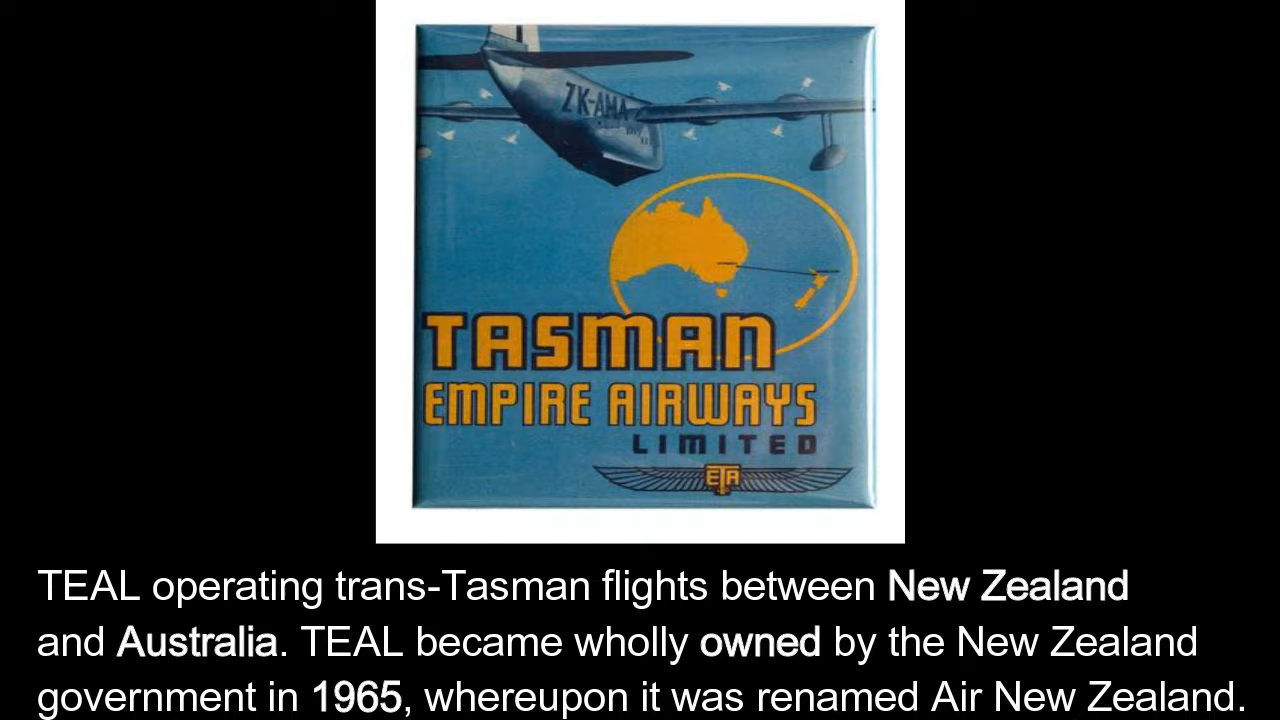 ZK-AMA
TASMAN
EMPIRE AIRWAYS
LIMITED
TEAL operating trans-Tasman flights between New Zealand
and Australia. TEAL became wholly owned by the New Zealand
government in 1965, whereupon it was renamed Air New Zealand.